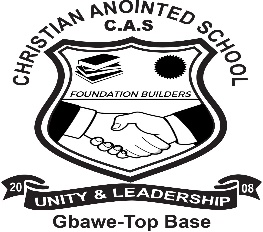 CHRISTIAN ANOINTED SCHOOL
C.A.S
FOUNDATION BUILDERS
20 UNITY & LEADERSHIP 08
Gbawe-Top Base